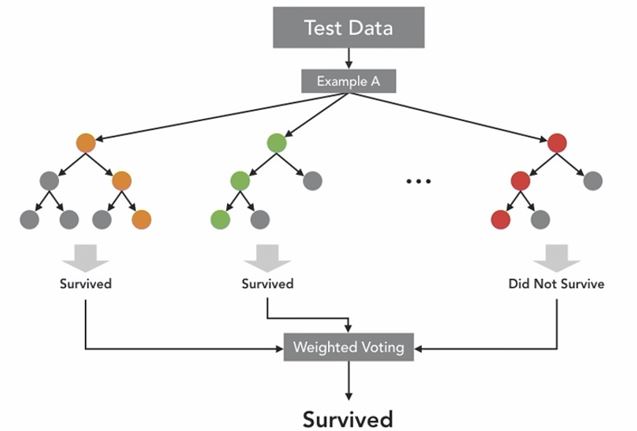 Test Data
Example A
...
Survived
Survived
Did Not Survive
Weighted Voting
Survived